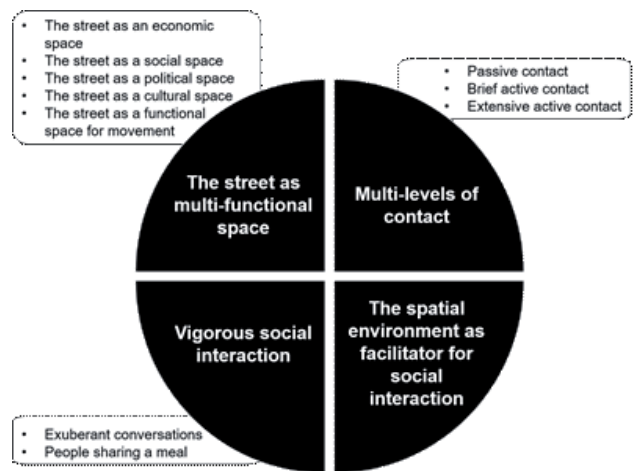 • The street as an economic
space
• The street as a social space
• The street as a political space
• The street as a cultural space
• The street as a functional
space for movement
• Passive contact
• Brief active contact
• Extensive active contact
The street as
multi-functional
space
Multi-levels of
contact
Vigorous social
interaction
The spatial
environment as
facilitator for
social
interaction
• Exuberant conversations
• People sharing a meal